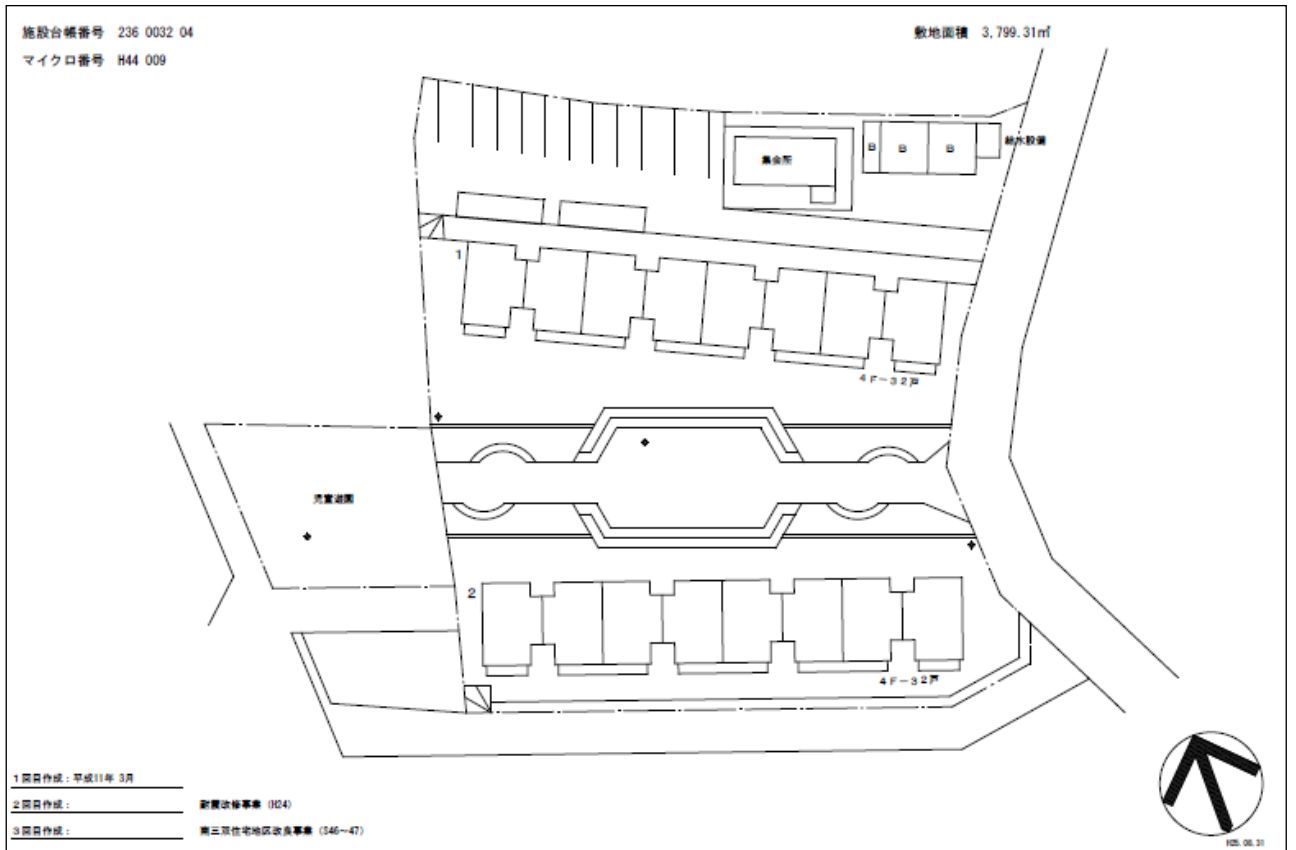 施設台帳番号 236 0032 04
敷地面積 3,799.31㎡
マイクロ番号 H44 009
給水設備
B B B
集会所
1
4F-32戸
児童遊園
2
4F-32戸
1回目作成：平成11年 3月
2回目作成： 耐震改修事業 (H24)
3回目作成： 南三双住宅地区改良事業 (S46～47)
H25.08.31